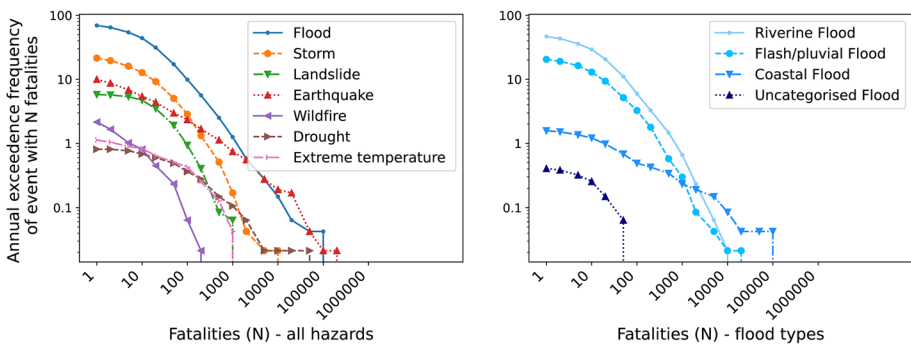 Annual exceedence frequency
of event with N fatalities
100
10
1
0.1
Flood
Storm
Landslide
Earthquake
Wildfire
Drought
Extreme temperature
1
10
100
1000
10000
100000
1000000
Fatalities (N) - all hazards
100
10
1
0.1
Riverine Flood
Flash/pluvial Flood
Coastal Flood
Uncategorised Flood
1
10
100
1000
10000
100000
1000000
Fatalities (N) - flood types